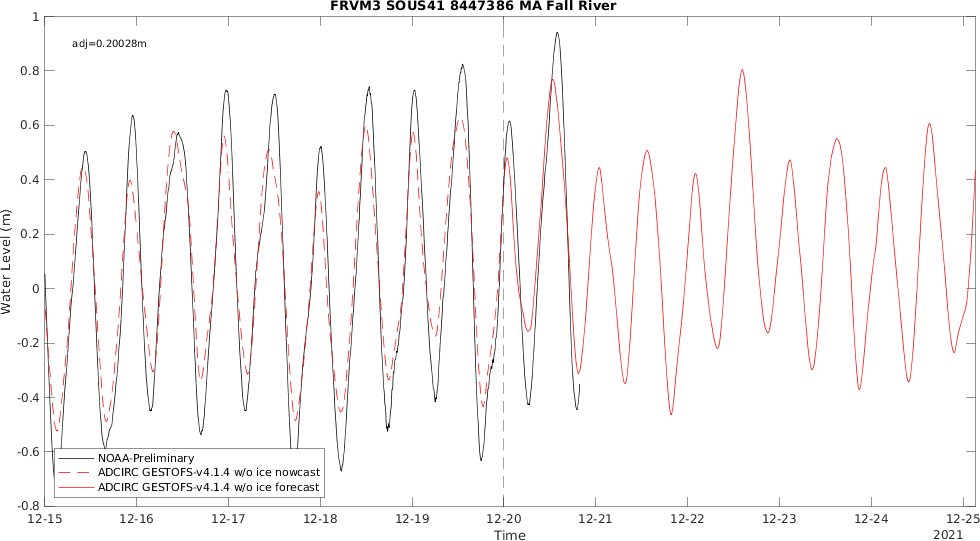 FRVM3 SOUS41 8447386 MA Fall River
adj=0.20028m
1
0.8
0.6
0.4
0.2
0
-0.2
-0.4
-0.6
-0.8
Water Level (m)
NOAA-Preliminary
ADCIRC GESTOFS-v4.1.4 w/o ice nowcast
ADCIRC GESTOFS-v4.1.4 w/o ice forecast
12-15 12-16 12-17 12-18 12-19 12-20 12-21 12-22 12-23 12-24 12-25
Time
2021